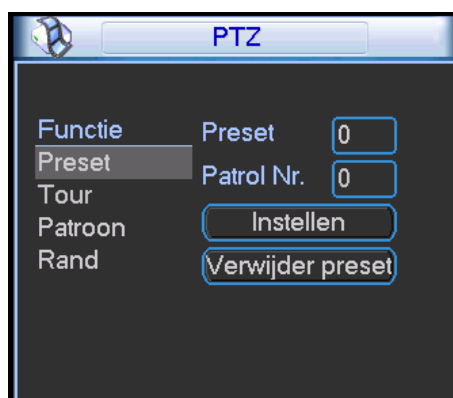 PTZ
Functie
Preset
Tour
Patroon
Rand
Preset 0
Patrol Nr. 0
Instellen
Verwijder preset